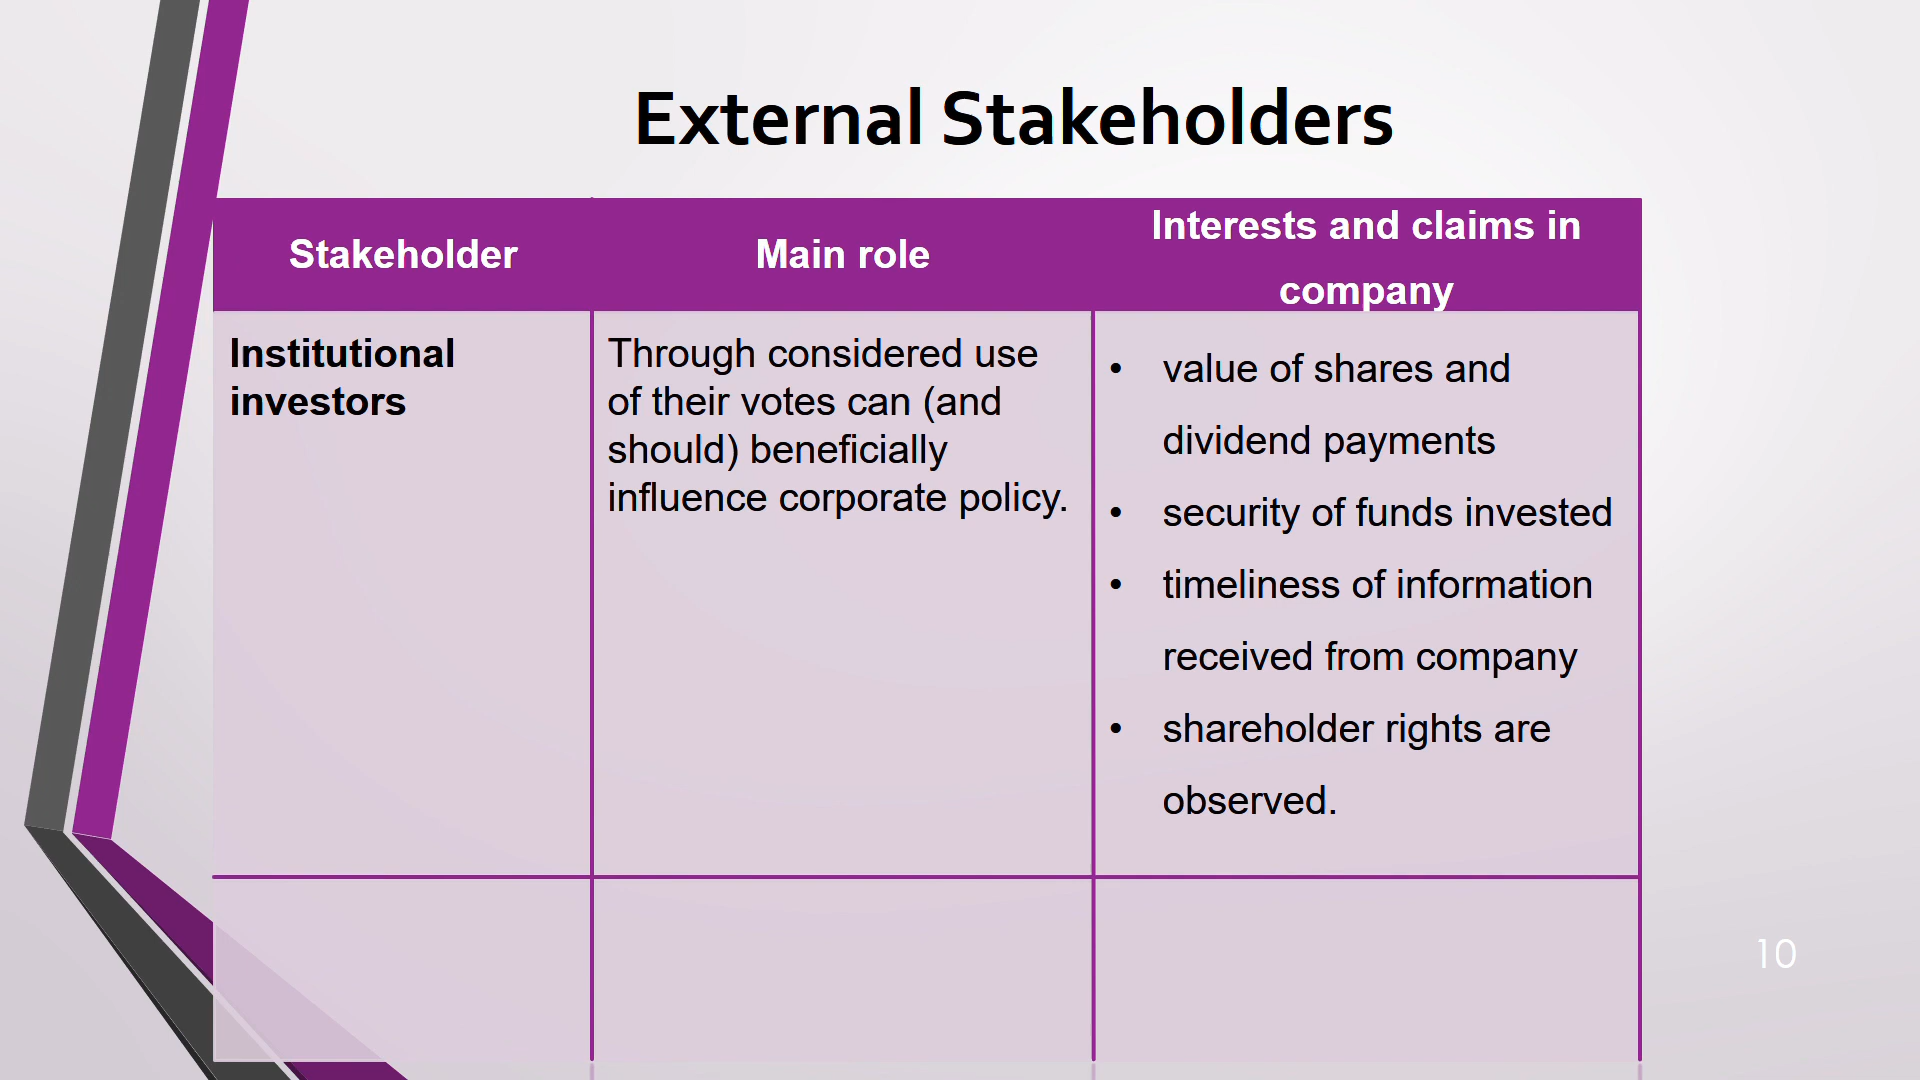 External Stakeholders
Stakeholder
Main role
Interests and claims in
company
Institutional
investors
Through considered use
of their votes can (and
should) beneficially
influence corporate policy.
• value of shares and
dividend payments
• security of funds invested
• timeliness of information
received from company
• shareholder rights are
observed.
10